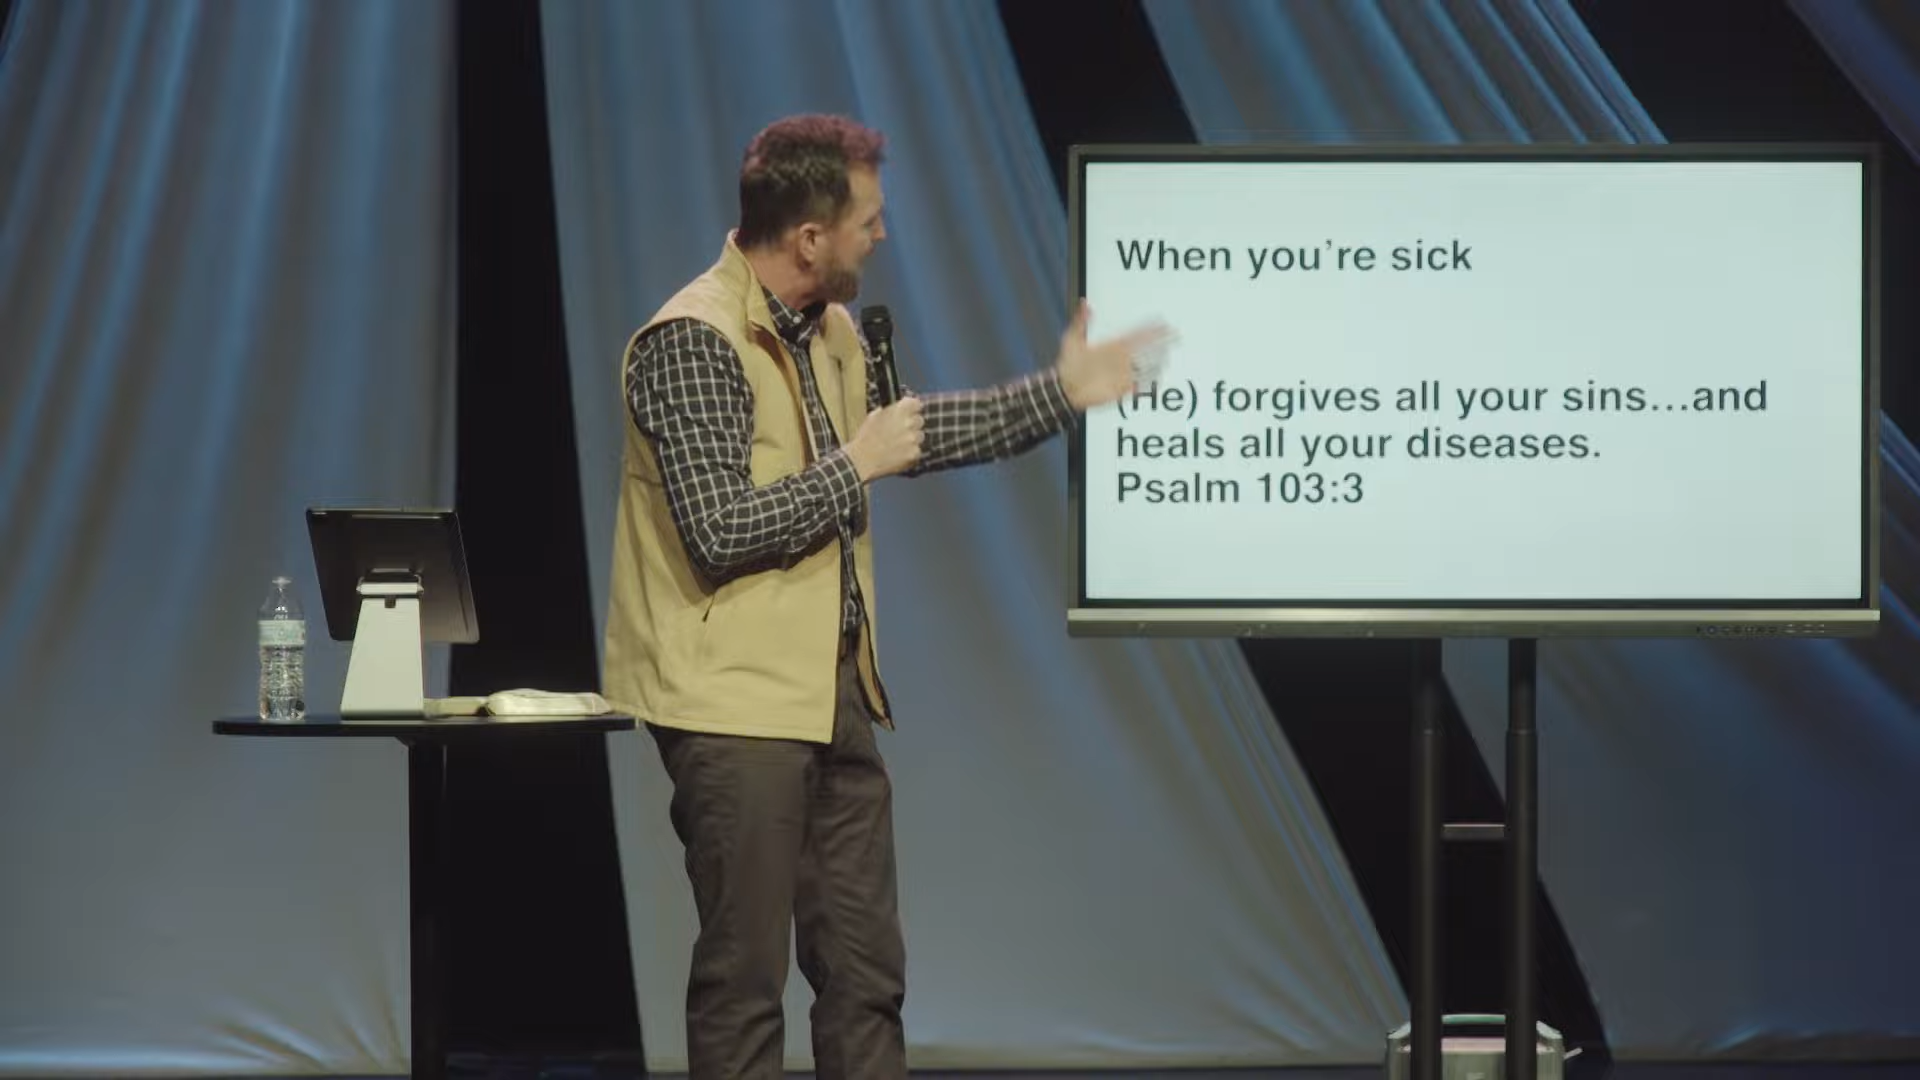 When you're sick
(He) forgives all your sins...and
heals all your diseases.
Psalm 103:3